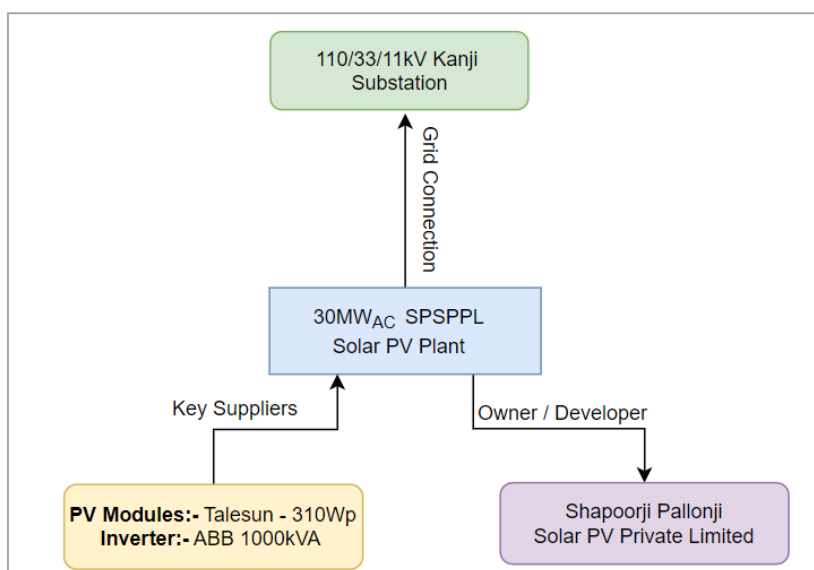 110/33/11kV Kanji
Substation
Grid Connection
30MWAC SPSPPL
Solar PV Plant
Key Suppliers
Owner / Developer
PV Modules:- Talesun - 310Wp
Inverter:- ABB 1000kVA
Shapoorji Pallonji
Solar PV Private Limited